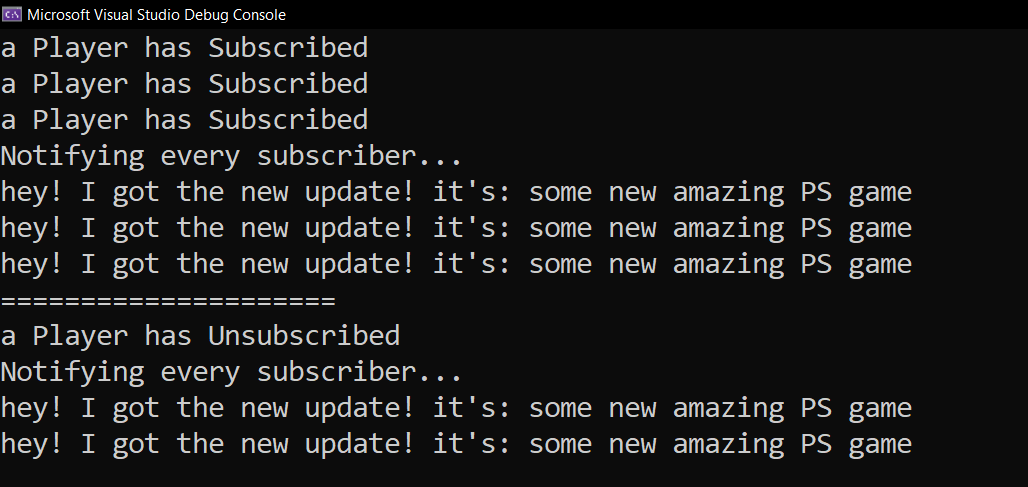 Microsoft Visual Studio Debug Console
a Player has Subscribed
a Player has Subscribed
a Player has Subscribed
Notifying every subscriber...
hey! I got the new update! it's: some new amazing PS game
hey! I got the new update! it's: some new amazing PS game
hey! I got the new update! it's: some new amazing PS game
=====================
a Player has Unsubscribed
Notifying every subscriber...
hey! I got the new update! it's: some new amazing PS game
hey! I got the new update! it's: some new amazing PS game